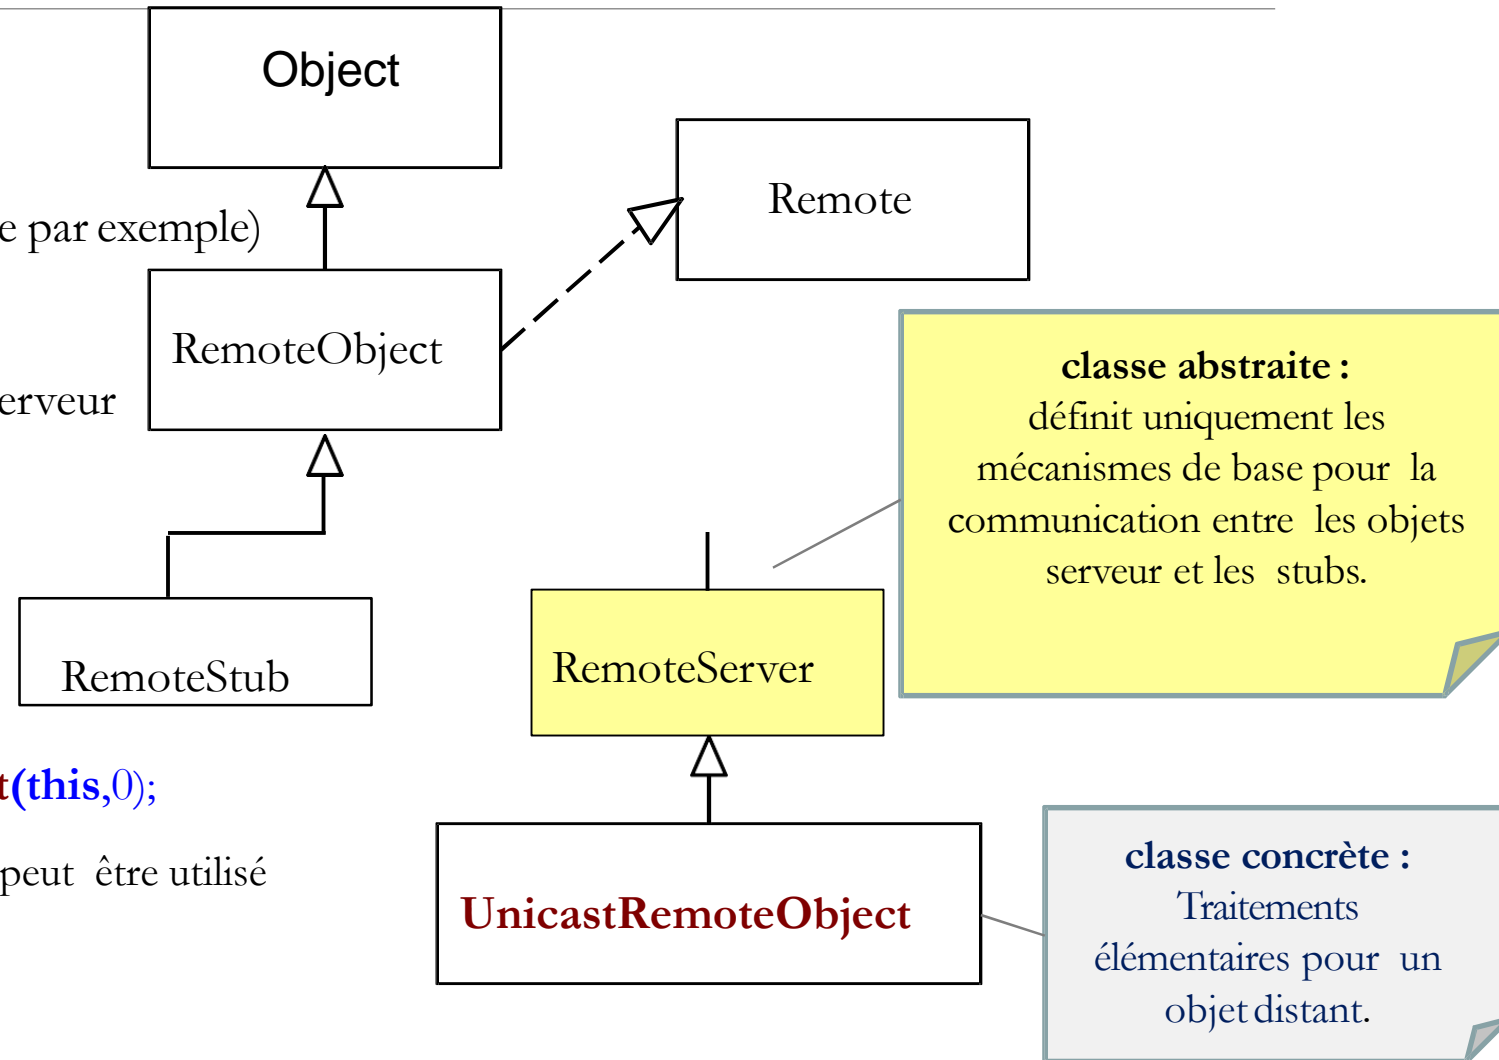 Object
Remote
e par exemple)
RemoteObject
erveur
classe abstraite :
définit uniquement les
mécanismes de base pour la
communication entre les objets
serveur et les stubs.
RemoteStub
RemoteServer
t(this,0);
peut être utilisé
UnicastRemoteObject
classe concrète :
Traitements
élémentaires pour un
objet distant.